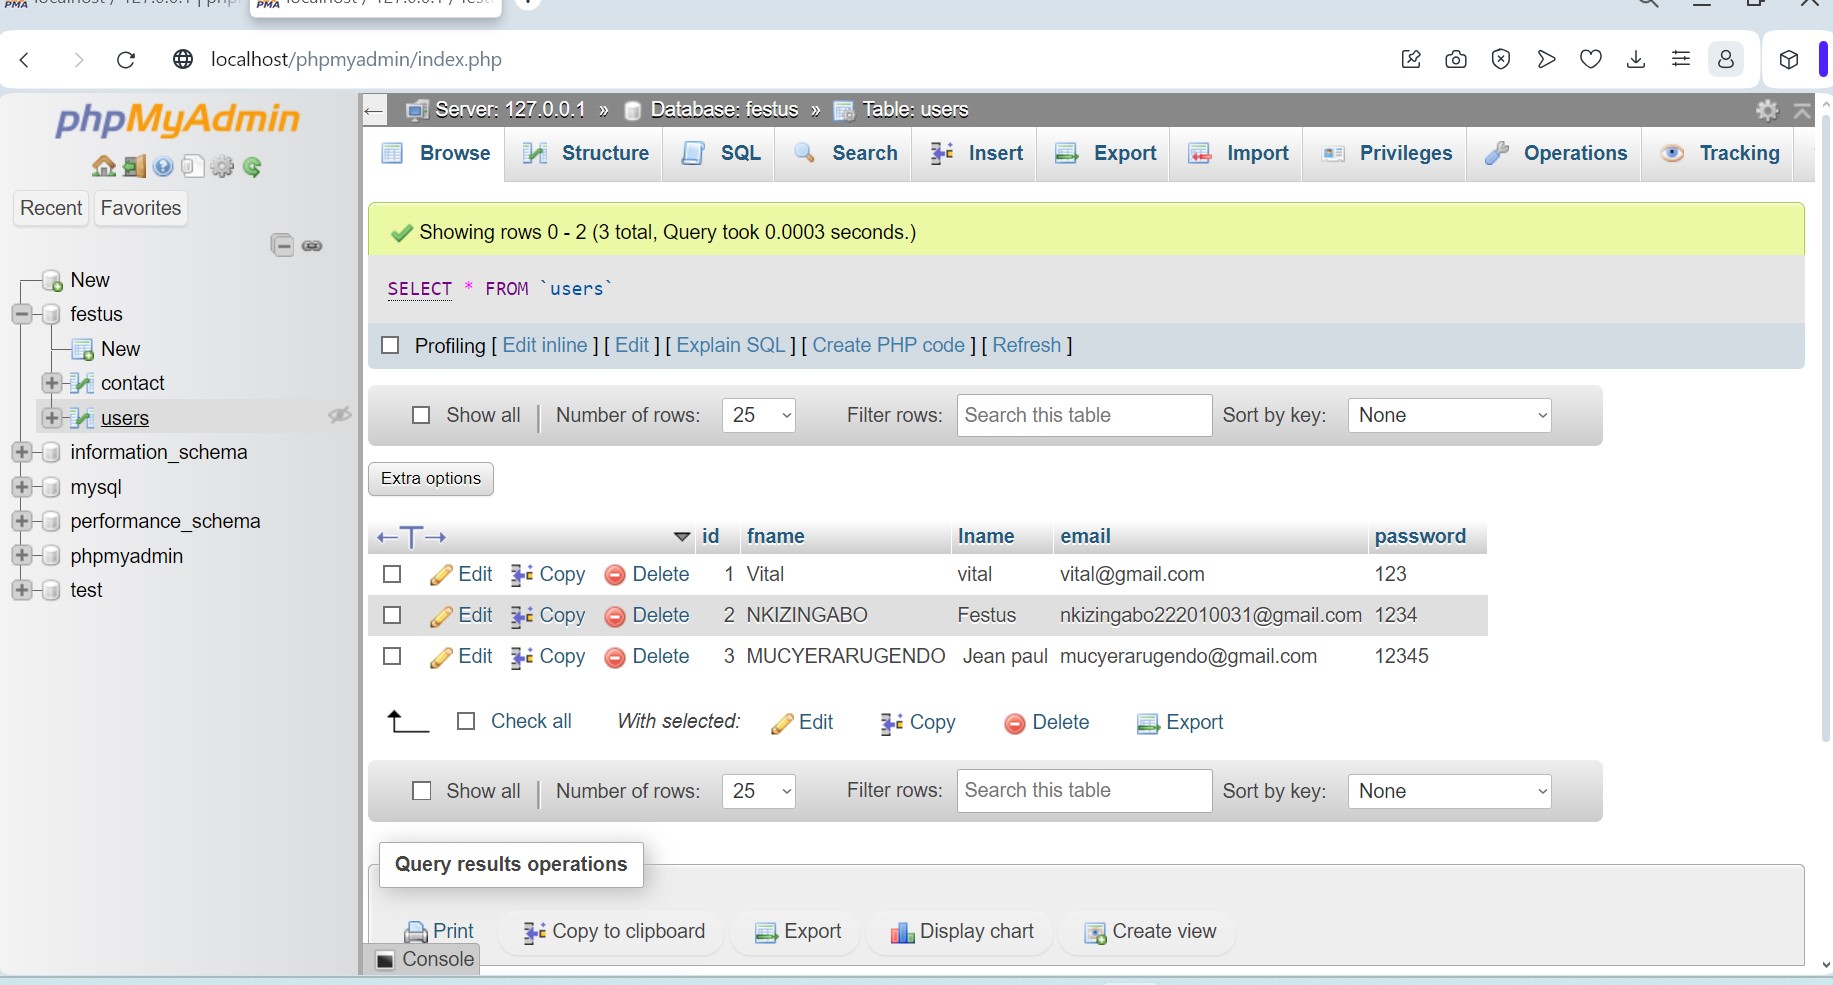 PMA
localhost/phpmyadmin/index.php
phpMyAdmin
Recent Favorites
New
festus
New
contact
users
information_schema
mysql
performance_schema
phpmyadmin
test
Server: 127.0.0.1 » Database: festus » Table: users
Browse Structure SQL Search Insert Export Import Privileges Operations Tracking
Showing rows 0 - 2 (3 total, Query took 0.0003 seconds.)
SELECT * FROM `users`
Profiling [ Edit inline ] [ Edit ] [ Explain SQL ] [ Create PHP code ] [ Refresh ]
Show all | Number of rows: 25 Filter rows: Search this table Sort by key: None
Extra options
←T→ id fname lname email password
Edit Copy Delete 1 Vital vital vital@gmail.com 123
Edit Copy Delete 2 NKIZINGABO Festus nkizingabo222010031@gmail.com 1234
Edit Copy Delete 3 MUCYERARUGENDO Jean paul mucyerarugendo@gmail.com 12345
Check all With selected: Edit Copy Delete Export
Show all | Number of rows: 25 Filter rows: Search this table Sort by key: None
Query results operations
Print Copy to clipboard Export Display chart Create view
Console